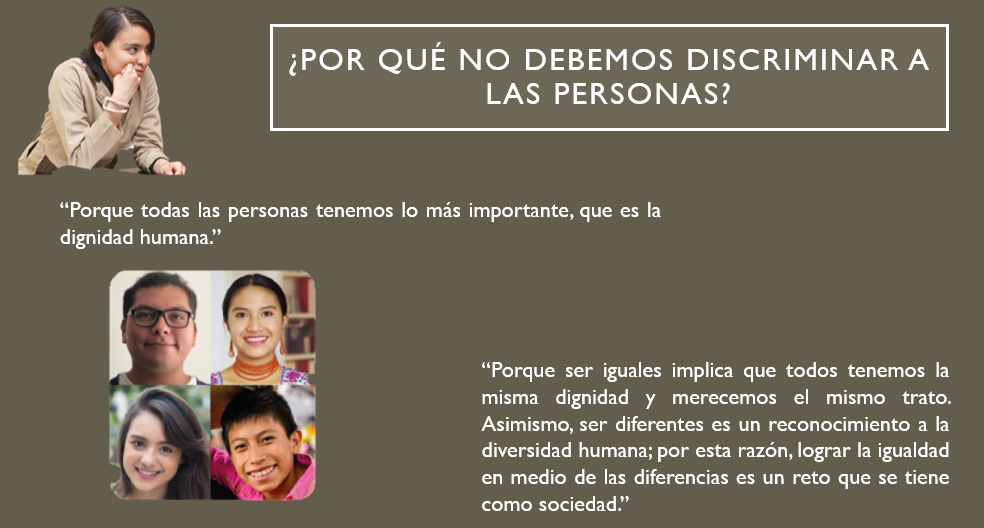 ¿POR QUÉ NO DEBEMOS DISCRIMINAR A
LAS PERSONAS?
“Porque todas las personas tenemos lo más importante, que es la
dignidad humana.”
“Porque ser iguales implica que todos tenemos la
misma dignidad y merecemos el mismo trato.
Asimismo, ser diferentes es un reconocimiento a la
diversidad humana; por esta razón, lograr la igualdad
en medio de las diferencias es un reto que se tiene
como sociedad.”